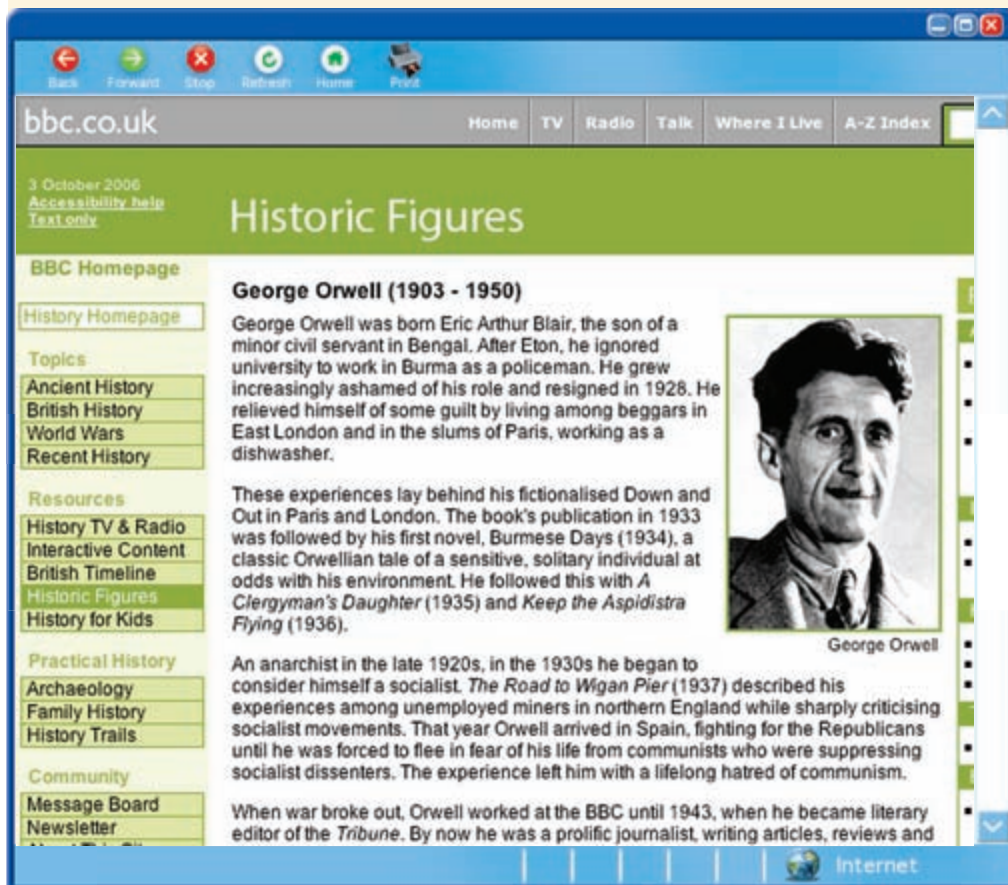 Back Forward Stop Refresh Home Print
bbc.co.uk
Home TV Radio Talk Where I Live A-Z Index
3 October 2006
Accessibility help
Text only
Historic Figures
BBC Homepage
History Homepage
Topics
Ancient History
British History
World Wars
Recent History
Resources
History TV & Radio
Interactive Content
British Timeline
Historic Figures
History for Kids
Practical History
Archaeology
Family History
History Trails
Community
Message Board
Newsletter
George Orwell (1903 - 1950)
George Orwell was born Eric Arthur Blair, the son of a
minor civil servant in Bengal. After Eton, he ignored
university to work in Burma as a policeman. He grew
increasingly ashamed of his role and resigned in 1928. He
relieved himself of some guilt by living among beggars in
East London and in the slums of Paris, working as a
dishwasher.
These experiences lay behind his fictionalised Down and
Out in Paris and London. The book's publication in 1933
was followed by his first novel, Burmese Days (1934), a
classic Orwellian tale of a sensitive, solitary individual at
odds with his environment. He followed this with A
Clergyman's Daughter (1935) and Keep the Aspidistra
Flying (1936).
George Orwell
An anarchist in the late 1920s, in the 1930s he began to
consider himself a socialist. The Road to Wigan Pier (1937) described his
experiences among unemployed miners in northern England while sharply criticising
socialist movements. That year Orwell arrived in Spain, fighting for the Republicans
until he was forced to flee in fear of his life from communists who were suppressing
socialist dissenters. The experience left him with a lifelong hatred of communism.
When war broke out, Orwell worked at the BBC until 1943, when he became literary
editor of the Tribune. By now he was a prolific journalist, writing articles, reviews and
Internet